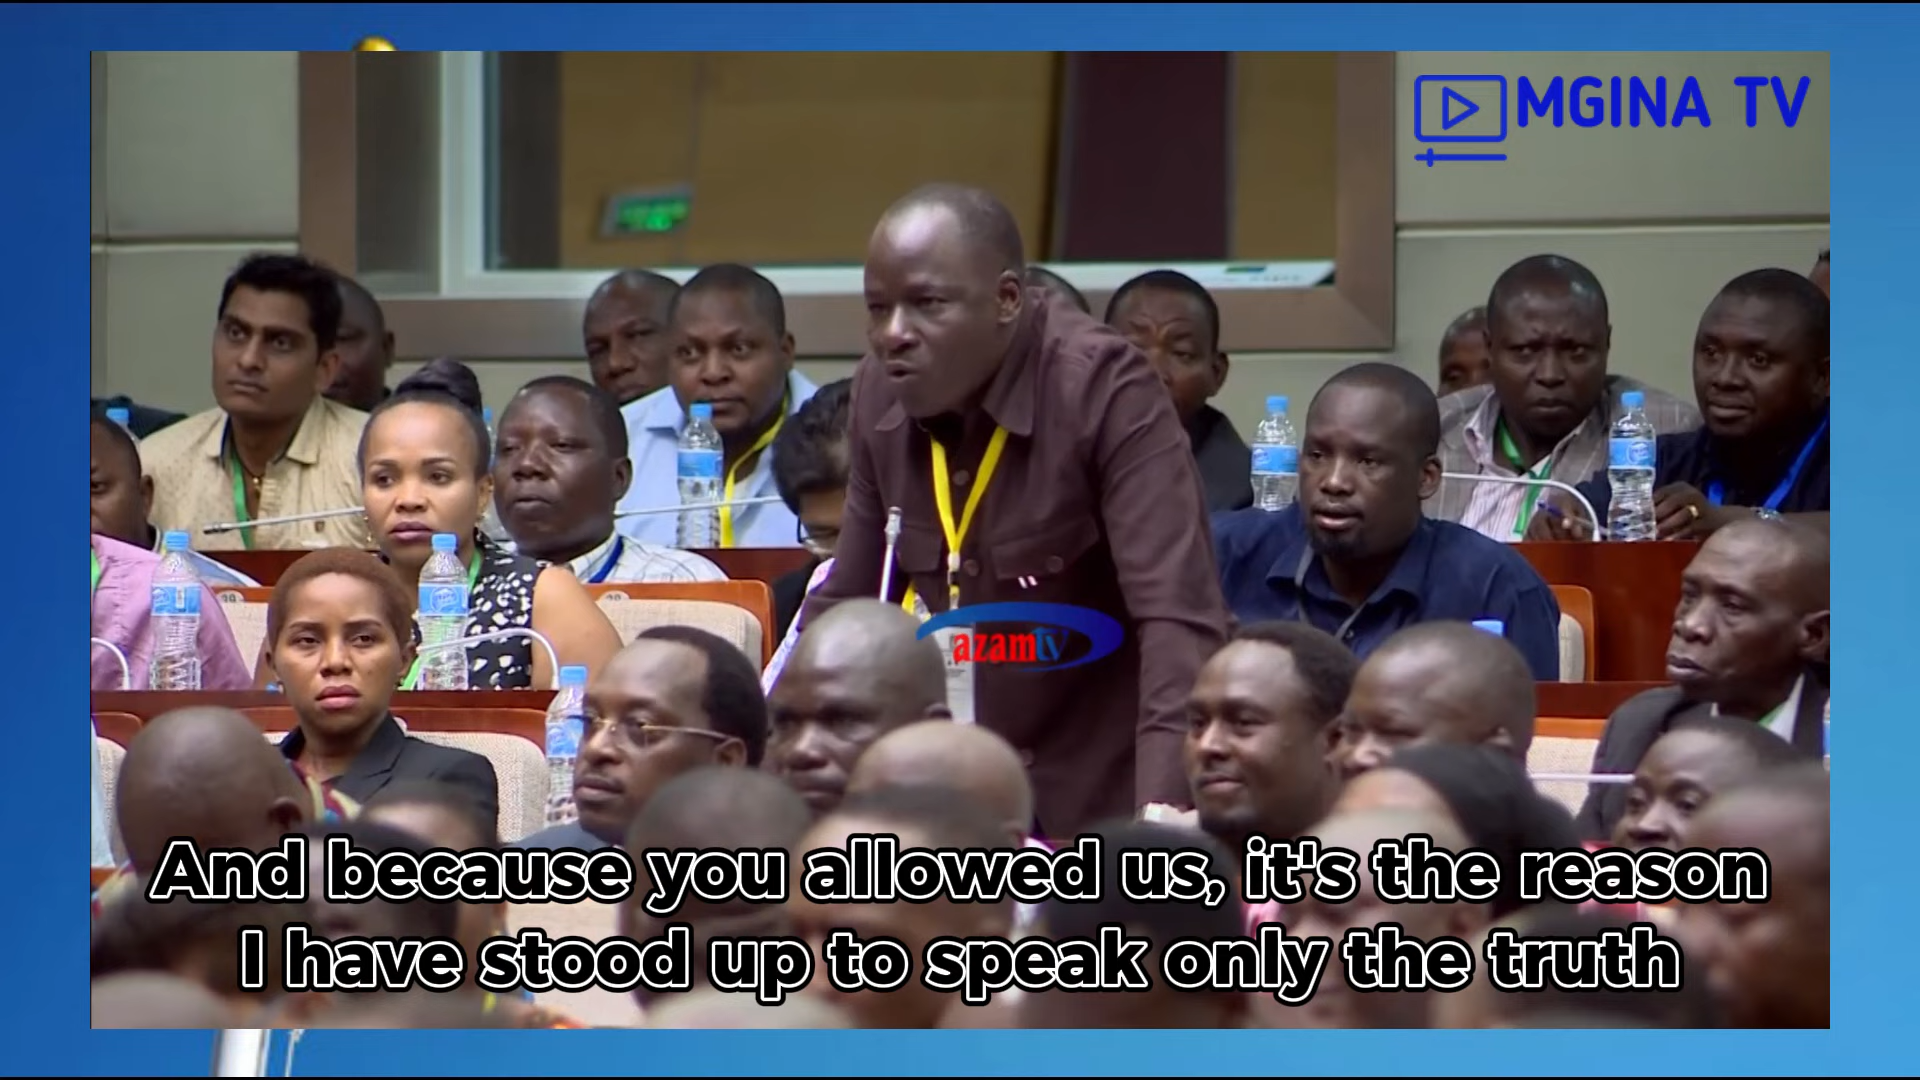 MGINA TV
azamtv
And because you allowed us, it's the reason
I have stood up to speak only the truth